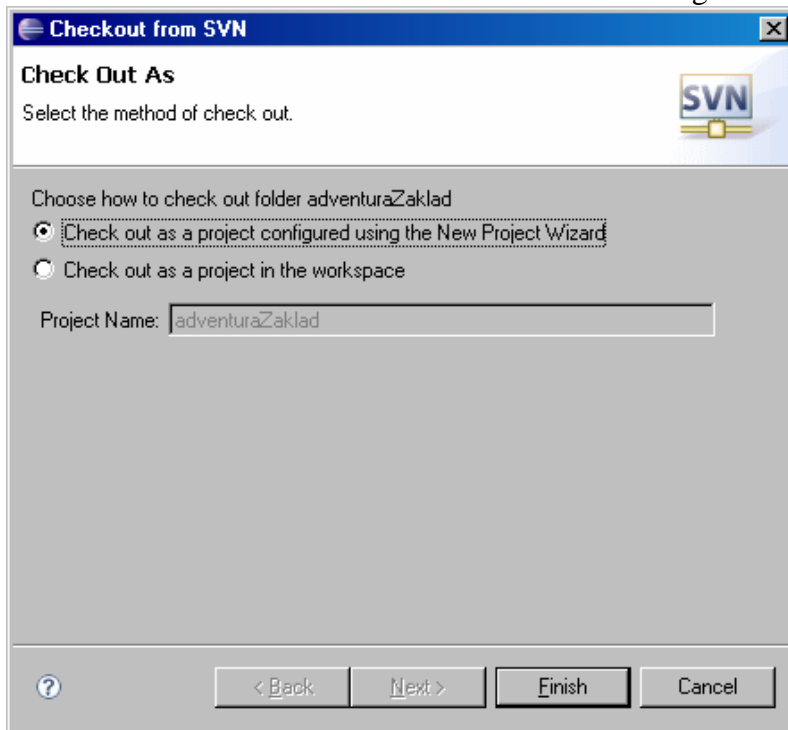 Checkout from SVN
Check Out As
Select the method of check out.
SVN
Choose how to check out folder adventuraZaklad
Check out as a project configured using the New Project Wizard
Check out as a project in the workspace
Project Name: adventuraZaklad
? < Back Next > Finish Cancel